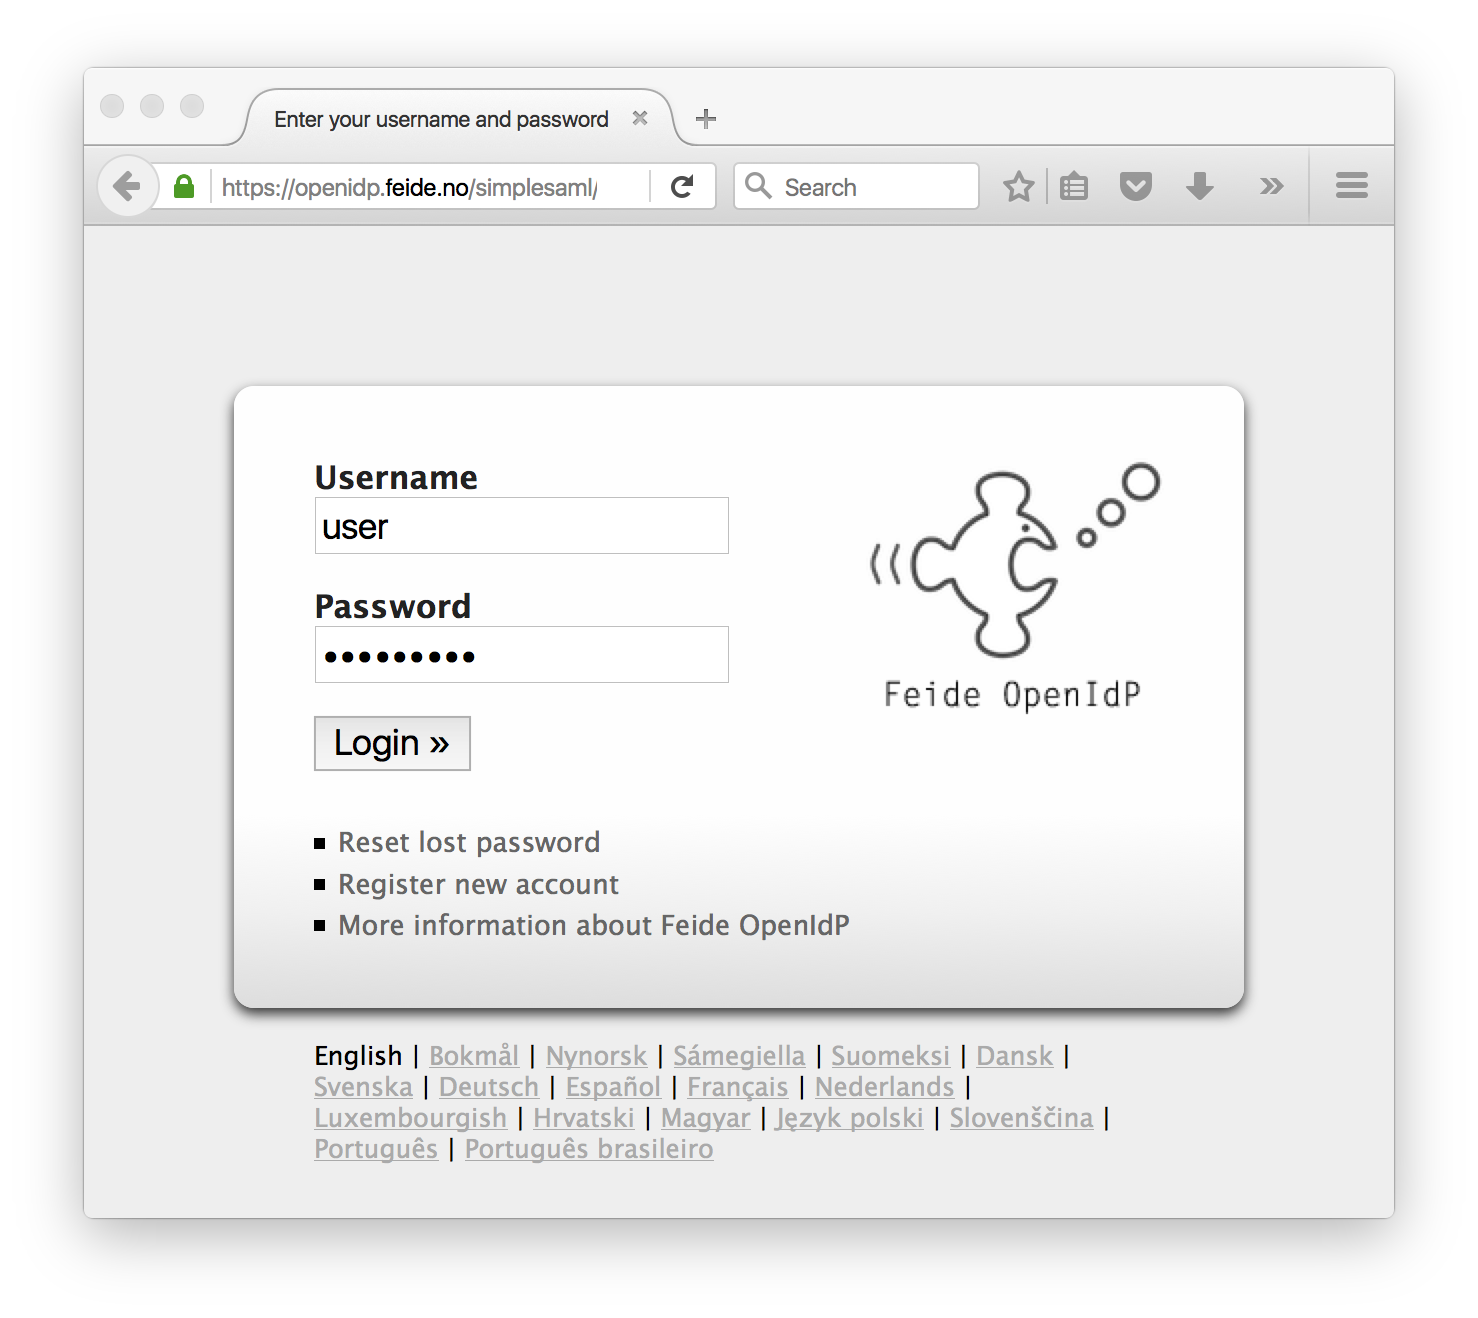 Enter your username and password
https://openidp.feide.no/simplesaml/
Search
Username
user
Password
Login »
Feide OpenIdP
Reset lost password
Register new account
More information about Feide OpenIdP
English | Bokmål | Nynorsk | Sámegiella | Suomeksi | Dansk |
Svenska | Deutsch | Español | Français | Nederlands |
Luxembourgish | Hrvatski | Magyar | Język polski | Slovenščina |
Português | Português brasileiro